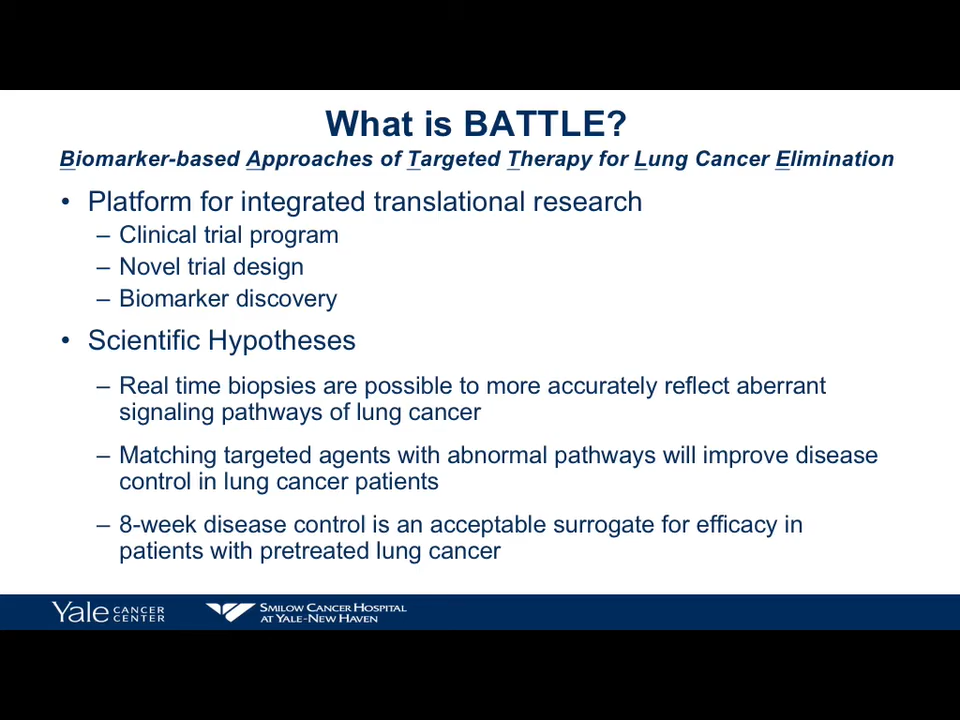 What is BATTLE?
Biomarker-based Approaches of Targeted Therapy for Lung Cancer Elimination
• Platform for integrated translational research
– Clinical trial program
– Novel trial design
– Biomarker discovery
• Scientific Hypotheses
– Real time biopsies are possible to more accurately reflect aberrant
signaling pathways of lung cancer
– Matching targeted agents with abnormal pathways will improve disease
control in lung cancer patients
– 8-week disease control is an acceptable surrogate for efficacy in
patients with pretreated lung cancer
Yale CANCER CENTER
SMILOW CANCER HOSPITAL
AT YALE-NEW HAVEN